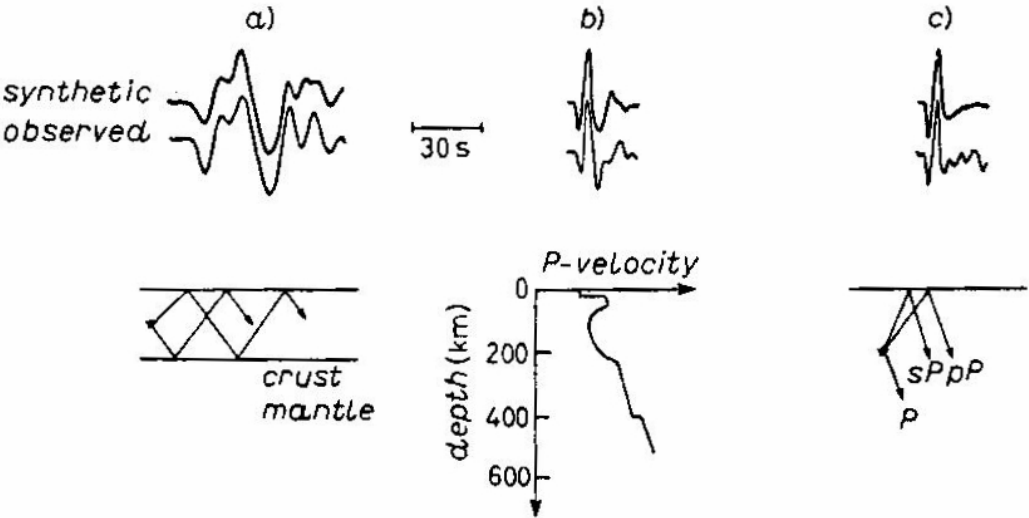 a)
b)
c)
synthetic
observed
30 s
crust
mantle
P-velocity
depth (km)
0
200
400
600
sP pP
P